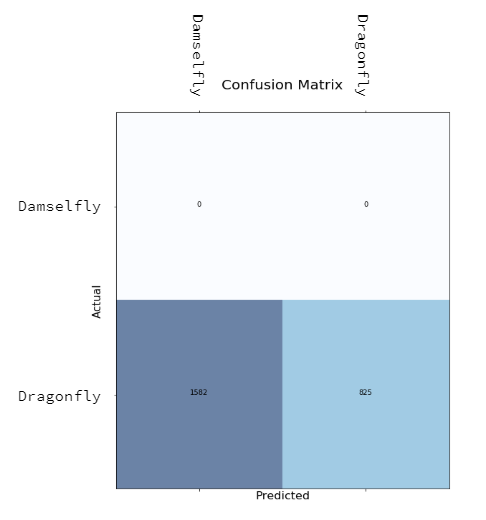 Damselfly
Dragonfly
Confusion Matrix
Damselfly
0
0
Actual
Dragonfly
1582
825
Predicted